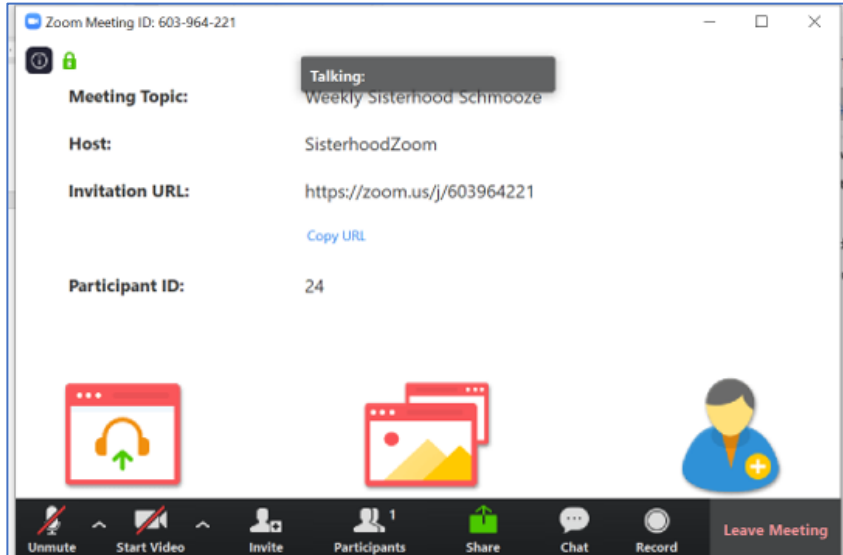 Zoom Meeting ID: 603-964-221
Talking:
Meeting Topic: Weekly Sisterhood Schmooze
Host: SisterhoodZoom
Invitation URL: https://zoom.us/j/603964221
Copy URL
Participant ID: 24
1
Unmute Start Video Invite Participants Share Chat Record Leave Meeting